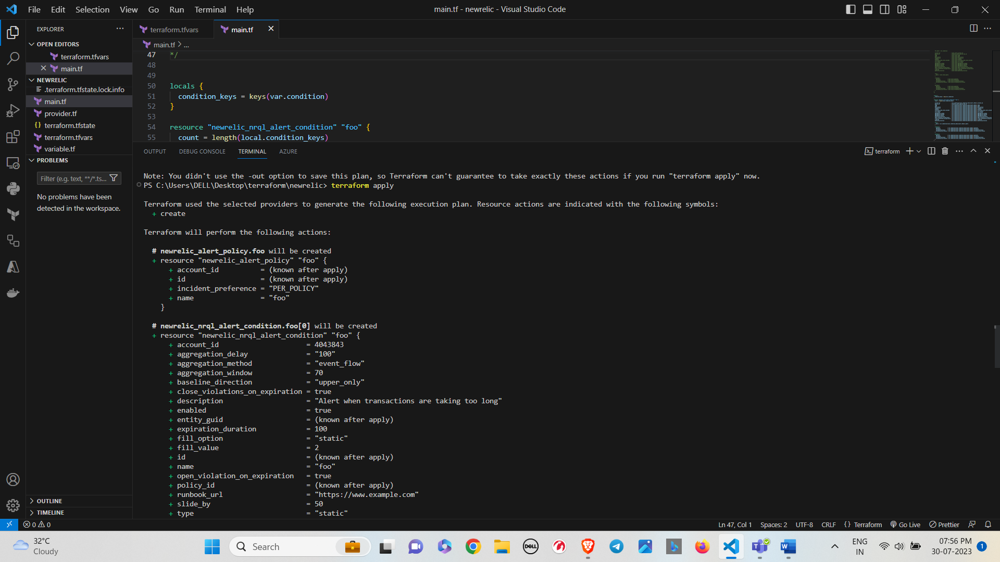 File Edit Selection View Go Run Terminal Help
main.tf - newrelic - Visual Studio Code
EXPLORER
OPEN EDITORS
terraform.tfvars
main.tf
NEWRELIC
.terraform.tfstate.lock.info
main.tf
provider.tf
terraform.tfstate
terraform.tfvars
variable.tf
PROBLEMS
Filter (e.g. text, **/*.ts...
No problems have been
detected in the workspace.
OUTLINE
TIMELINE
terraform.tfvars main.tf
main.tf > ...
47 */
48
49
50 locals {
51 condition_keys = keys(var.condition)
52 }
53
54 resource "newrelic_nrql_alert_condition" "foo" {
55 count = length(local.condition_keys)
OUTPUT DEBUG CONSOLE TERMINAL AZURE
terraform
Note: You didn't use the -out option to save this plan, so Terraform can't guarantee to take exactly these actions if you run "terraform apply" now.
PS C:\Users\DELL\Desktop\terraform\newrelic> terraform apply
Terraform used the selected providers to generate the following execution plan. Resource actions are indicated with the following symbols:
+ create
Terraform will perform the following actions:
# newrelic_alert_policy.foo will be created
+ resource "newrelic_alert_policy" "foo" {
+ account_id = (known after apply)
+ id = (known after apply)
+ incident_preference = "PER_POLICY"
+ name = "foo"
}
# newrelic_nrql_alert_condition.foo[0] will be created
+ resource "newrelic_nrql_alert_condition" "foo" {
+ account_id = 4043843
+ aggregation_delay = "100"
+ aggregation_method = "event_flow"
+ aggregation_window = 70
+ baseline_direction = "upper_only"
+ close_violations_on_expiration = true
+ description = "Alert when transactions are taking too long"
+ enabled = true
+ entity_guid = (known after apply)
+ expiration_duration = 100
+ fill_option = "static"
+ fill_value = 2
+ id = (known after apply)
+ name = "foo"
+ open_violation_on_expiration = true
+ policy_id = (known after apply)
+ runbook_url = "https://www.example.com"
+ slide_by = 50
+ type = "static"
0 0
Ln 47, Col 1 Spaces: 2 UTF-8 CRLF {} Terraform Go Live Prettier
32°C
Cloudy
Search
DELL
ENG
IN
07:56 PM
30-07-2023
1